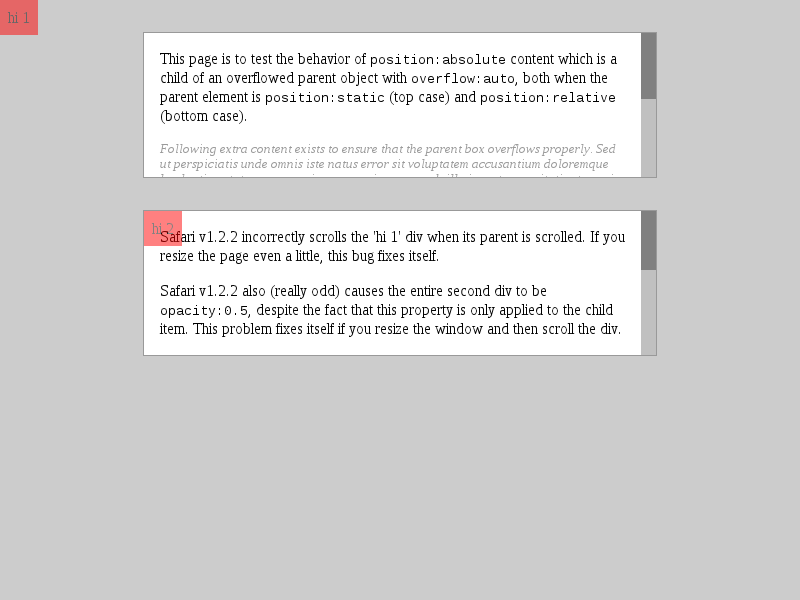 hi 1
This page is to test the behavior of position:absolute content which is a
child of an overflowed parent object with overflow:auto, both when the
parent element is position:static (top case) and position:relative
(bottom case).
Following extra content exists to ensure that the parent box overflows properly. Sed
ut perspiciatis unde omnis iste natus error sit voluptatem accusantium doloremque
hi 2
Safari v1.2.2 incorrectly scrolls the 'hi 1' div when its parent is scrolled. If you
resize the page even a little, this bug fixes itself.
Safari v1.2.2 also (really odd) causes the entire second div to be
opacity:0.5, despite the fact that this property is only applied to the child
item. This problem fixes itself if you resize the window and then scroll the div.